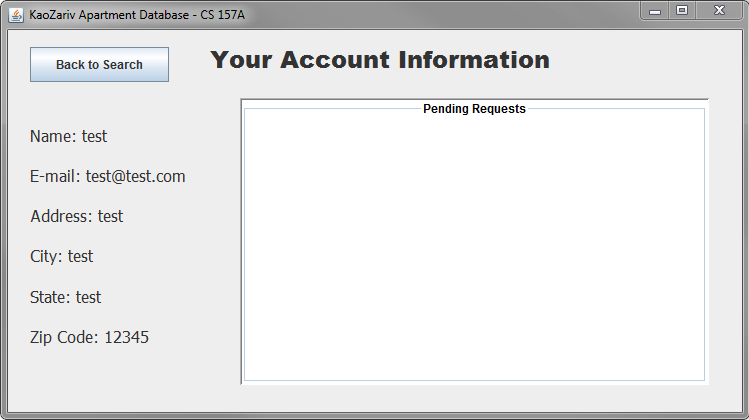 KaoZariv Apartment Database - CS 157A
Back to Search
Your Account Information
Pending Requests
Name: test
E-mail: test@test.com
Address: test
City: test
State: test
Zip Code: 12345